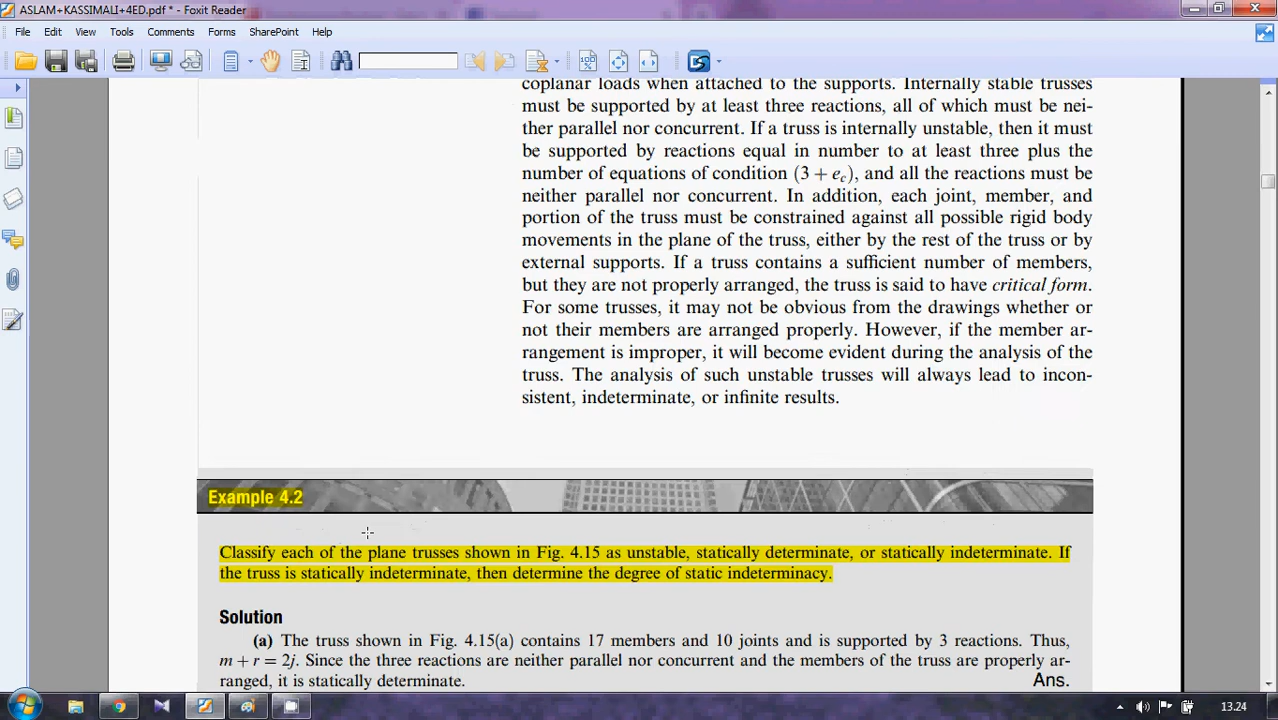 ASLAM+KASSIMALI+4ED.pdf * - Foxit Reader
File Edit View Tools Comments Forms SharePoint Help
coplanar loads when attached to the supports. Internally stable trusses
must be supported by at least three reactions, all of which must be nei-
ther parallel nor concurrent. If a truss is internally unstable, then it must
be supported by reactions equal in number to at least three plus the
number of equations of condition (3 + e_c), and all the reactions must be
neither parallel nor concurrent. In addition, each joint, member, and
portion of the truss must be constrained against all possible rigid body
movements in the plane of the truss, either by the rest of the truss or by
external supports. If a truss contains a sufficient number of members,
but they are not properly arranged, the truss is said to have critical form.
For some trusses, it may not be obvious from the drawings whether or
not their members are arranged properly. However, if the member ar-
rangement is improper, it will become evident during the analysis of the
truss. The analysis of such unstable trusses will always lead to incon-
sistent, indeterminate, or infinite results.
Example 4.2
Classify each of the plane trusses shown in Fig. 4.15 as unstable, statically determinate, or statically indeterminate. If
the truss is statically indeterminate, then determine the degree of static indeterminacy.
Solution
(a) The truss shown in Fig. 4.15(a) contains 17 members and 10 joints and is supported by 3 reactions. Thus,
m + r = 2j. Since the three reactions are neither parallel nor concurrent and the members of the truss are properly ar-
ranged, it is statically determinate. Ans.
13.24